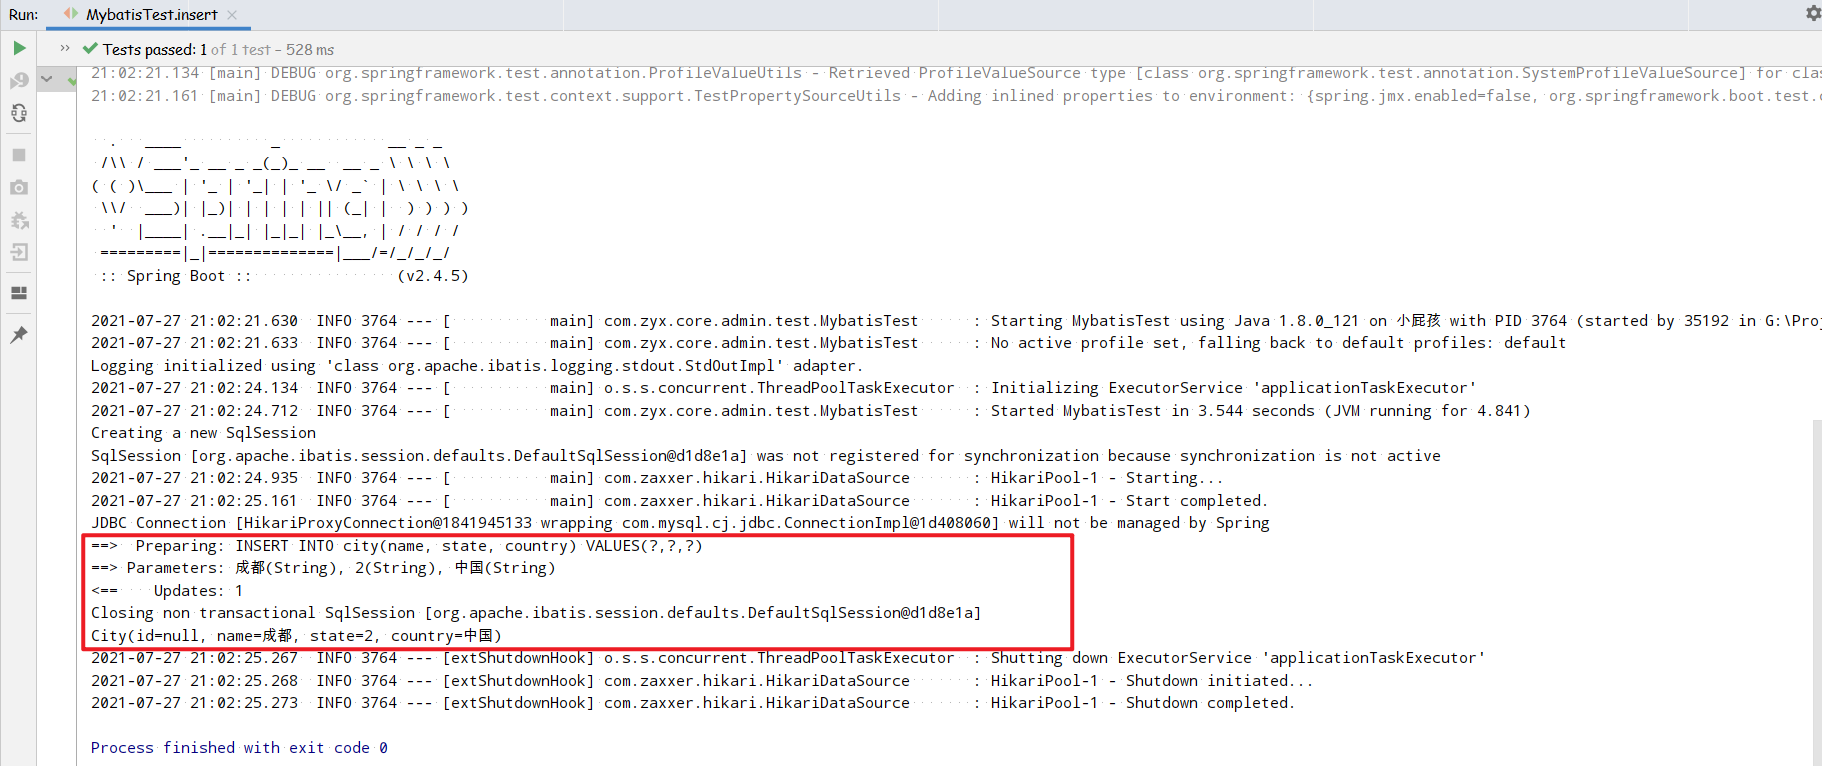 Run: MybatisTest.insert ×
>> Tests passed: 1 of 1 test – 528 ms
21:02:21.134 [main] DEBUG org.springframework.test.annotation.ProfileValueUtils - Retrieved ProfileValueSource type [class org.springframework.test.annotation.SystemProfileValueSource] for clas
21:02:21.161 [main] DEBUG org.springframework.test.context.support.TestPropertySourceUtils - Adding inlined properties to environment: {spring.jmx.enabled=false, org.springframework.boot.test.c
  .   ____          _            __ _ _
 /\\ / ___'_ __ _ _(_)_ __  __ _ \ \ \ \
( ( )\___ | '_ | '_| | '_ \/ _` | \ \ \ \
 \\/  ___)| |_)| | | | | || (_| |  ) ) ) )
  '  |____| .__|_| |_|_| |_\__, | / / / /
 =========|_|==============|___/=/_/_/_/
 :: Spring Boot ::                (v2.4.5)
2021-07-27 21:02:21.630  INFO 3764 --- [           main] com.zyx.core.admin.test.MybatisTest      : Starting MybatisTest using Java 1.8.0_121 on 小屁孩 with PID 3764 (started by 35192 in G:\Proj
2021-07-27 21:02:21.633  INFO 3764 --- [           main] com.zyx.core.admin.test.MybatisTest      : No active profile set, falling back to default profiles: default
Logging initialized using 'class org.apache.ibatis.logging.stdout.StdOutImpl' adapter.
2021-07-27 21:02:24.134  INFO 3764 --- [           main] o.s.s.concurrent.ThreadPoolTaskExecutor  : Initializing ExecutorService 'applicationTaskExecutor'
2021-07-27 21:02:24.712  INFO 3764 --- [           main] com.zyx.core.admin.test.MybatisTest      : Started MybatisTest in 3.544 seconds (JVM running for 4.841)
Creating a new SqlSession
SqlSession [org.apache.ibatis.session.defaults.DefaultSqlSession@d1d8e1a] was not registered for synchronization because synchronization is not active
2021-07-27 21:02:24.935  INFO 3764 --- [           main] com.zaxxer.hikari.HikariDataSource       : HikariPool-1 - Starting...
2021-07-27 21:02:25.161  INFO 3764 --- [           main] com.zaxxer.hikari.HikariDataSource       : HikariPool-1 - Start completed.
JDBC Connection [HikariProxyConnection@1841945133 wrapping com.mysql.cj.jdbc.ConnectionImpl@1d408060] will not be managed by Spring
==>  Preparing: INSERT INTO city(name, state, country) VALUES(?,?,?)
==> Parameters: 成都(String), 2(String), 中国(String)
<==    Updates: 1
Closing non transactional SqlSession [org.apache.ibatis.session.defaults.DefaultSqlSession@d1d8e1a]
City(id=null, name=成都, state=2, country=中国)
2021-07-27 21:02:25.267  INFO 3764 --- [extShutdownHook] o.s.s.concurrent.ThreadPoolTaskExecutor  : Shutting down ExecutorService 'applicationTaskExecutor'
2021-07-27 21:02:25.268  INFO 3764 --- [extShutdownHook] com.zaxxer.hikari.HikariDataSource       : HikariPool-1 - Shutdown initiated...
2021-07-27 21:02:25.273  INFO 3764 --- [extShutdownHook] com.zaxxer.hikari.HikariDataSource       : HikariPool-1 - Shutdown completed.
Process finished with exit code 0